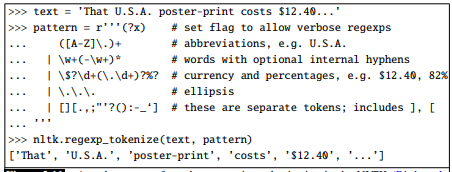 >>> text = 'That U.S.A. poster-print costs $12.40...'
>>> pattern = r'''(?x) # set flag to allow verbose regexps
... ([A-Z]\.)+ # abbreviations, e.g. U.S.A.
... | \w+(-\w+)* # words with optional internal hyphens
... | \$?\d+(\.\d+)?%? # currency and percentages, e.g. $12.40, 82%
... | \.\.\. # ellipsis
... | [][.,;"'?():-_`] # these are separate tokens; includes ], [
... '''
>>> nltk.regexp_tokenize(text, pattern)
['That', 'U.S.A.', 'poster-print', 'costs', '$12.40', '...']